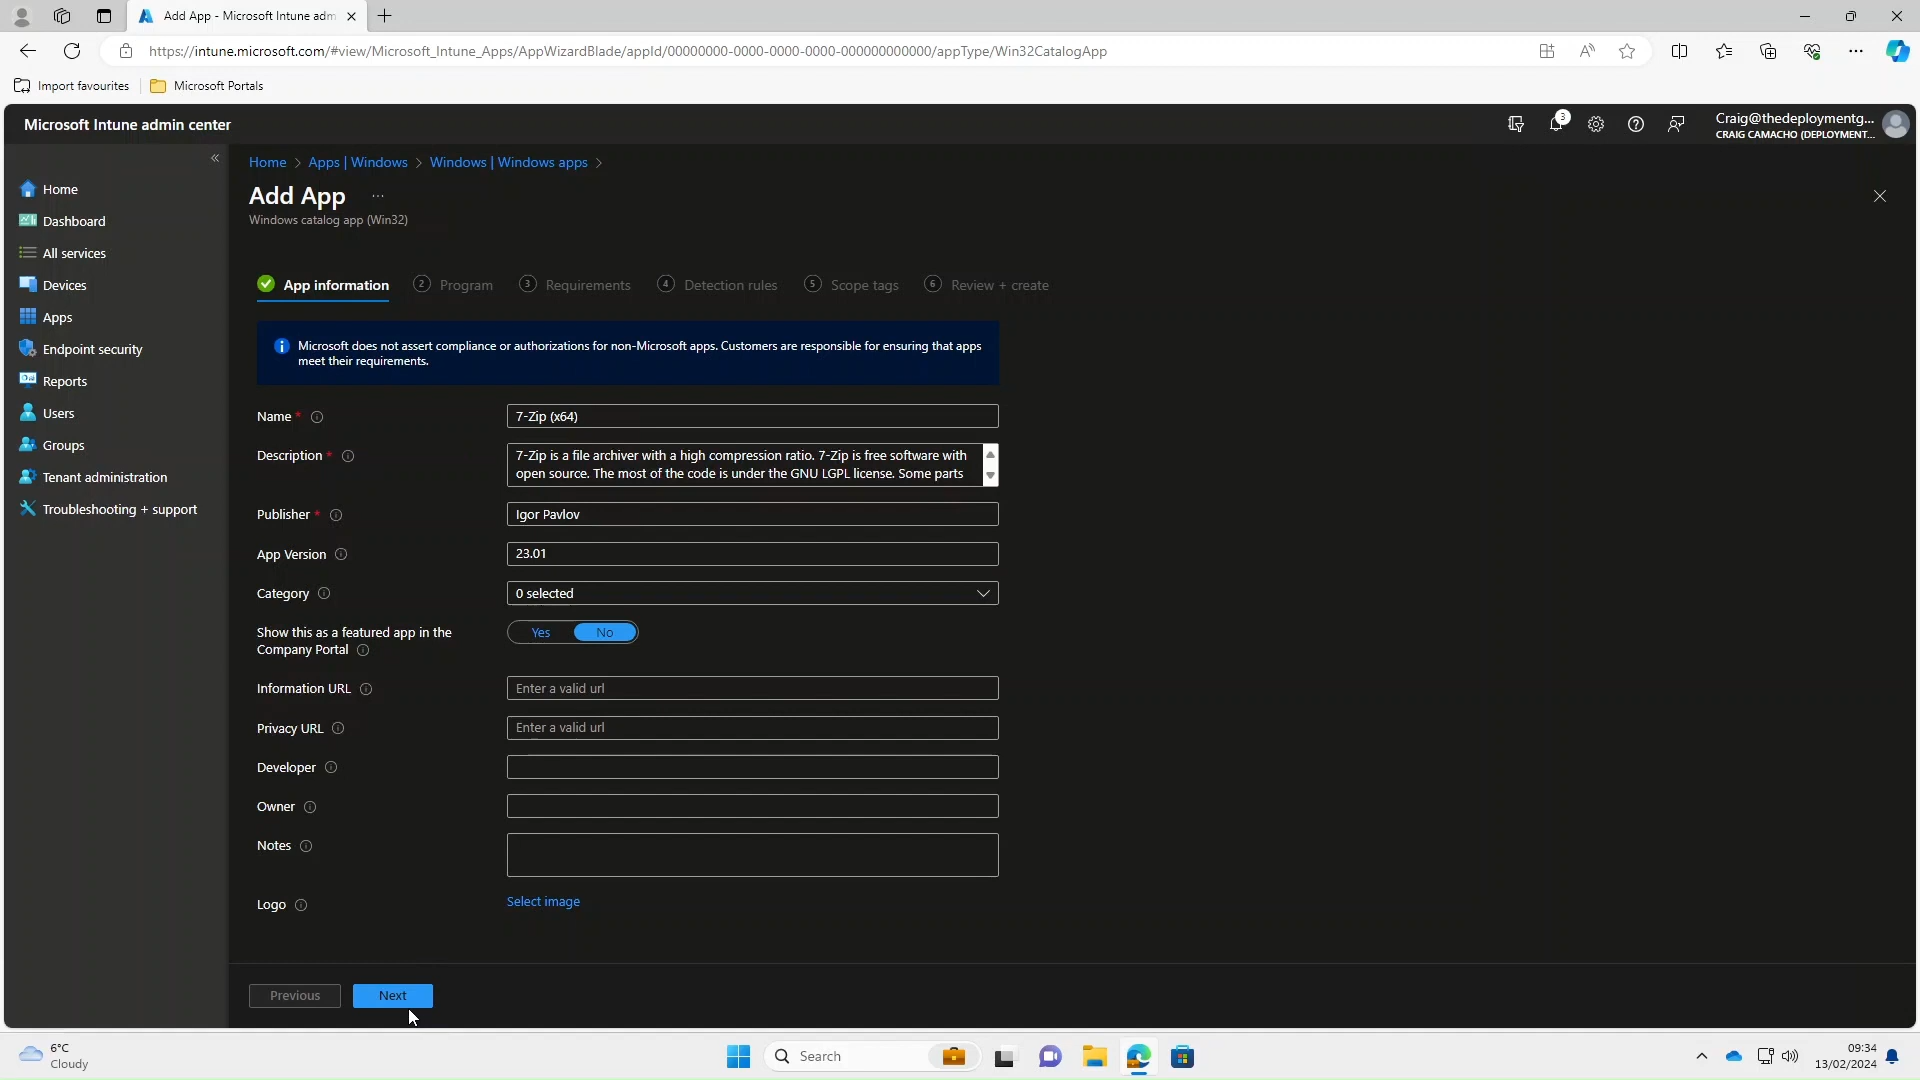 Add App - Microsoft Intune adm
https://intune.microsoft.com/#view/Microsoft_Intune_Apps/AppWizardBlade/appId/00000000-0000-0000-0000-000000000000/appType/Win32CatalogApp
Import favourites
Microsoft Portals
Microsoft Intune admin center
3
Craig@thedeploymentg...
CRAIG CAMACHO (DEPLOYMENT...
Home
Dashboard
All services
Devices
Apps
Endpoint security
Reports
Users
Groups
Tenant administration
Troubleshooting + support
Home > Apps | Windows > Windows | Windows apps >
Add App ...
Windows catalog app (Win32)
App information 2 Program 3 Requirements 4 Detection rules 5 Scope tags 6 Review + create
Microsoft does not assert compliance or authorizations for non-Microsoft apps. Customers are responsible for ensuring that apps
meet their requirements.
Name * 7-Zip (x64)
Description * 7-Zip is a file archiver with a high compression ratio. 7-Zip is free software with
open source. The most of the code is under the GNU LGPL license. Some parts
Publisher * Igor Pavlov
App Version 23.01
Category 0 selected
Show this as a featured app in the Yes No
Company Portal
Information URL Enter a valid url
Privacy URL Enter a valid url
Developer
Owner
Notes
Logo Select image
Previous Next
6°C
Cloudy
Search
09:34
13/02/2024